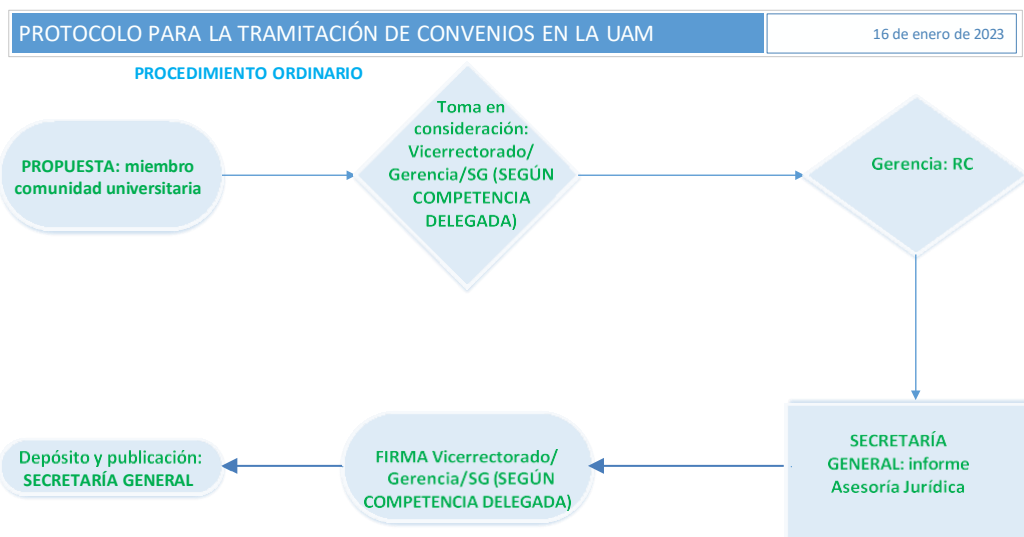 PROTOCOLO PARA LA TRAMITACIÓN DE CONVENIOS EN LA UAM
16 de enero de 2023
PROCEDIMIENTO ORDINARIO
PROPUESTA: miembro
comunidad universitaria
Toma en
consideración:
Vicerrectorado/
Gerencia/SG (SEGÚN
COMPETENCIA
DELEGADA)
Gerencia: RC
SECRETARÍA
GENERAL: informe
Asesoría Jurídica
FIRMA Vicerrectorado/
Gerencia/SG (SEGÚN
COMPETENCIA DELEGADA)
Depósito y publicación:
SECRETARÍA GENERAL